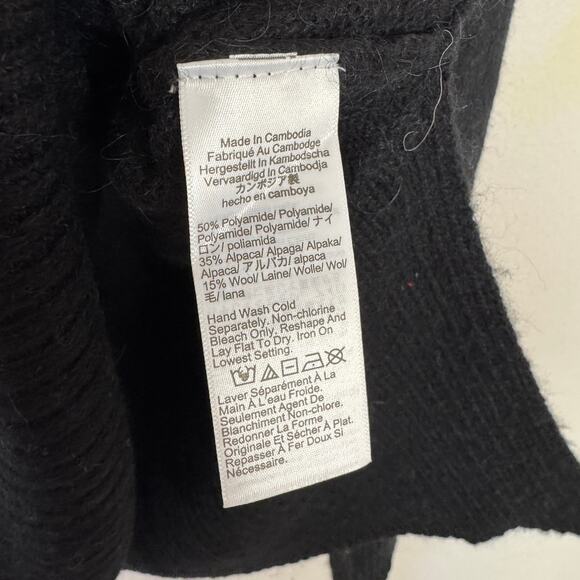 Made In Cambodia
Fabriqué Au Cambodge
Hergestellt In Kambodscha
Vervaardigd In Cambodja
カンボジア製
hecho en camboya
50% Polyamide/ Polyamide/
Polyamide/ Polyamide/ ナイ
ロン/ poliamida
35% Alpaca/ Alpaga/ Alpaka/
Alpaca/ アルパカ/ alpaca
15% Wool/ Laine/ Wolle/ Wol/
毛/ lana
Hand Wash Cold
Separately. Non-chlorine
Bleach Only. Reshape And
Lay Flat To Dry. Iron On
Lowest Setting.
Laver Séparément À La
Main À L'eau Froide.
Seulement Agent De
Blanchiment Non-chlore.
Redonner La Forme
Originale Et Sécher À Plat.
Repasser À Fer Doux Si
Nécessaire.